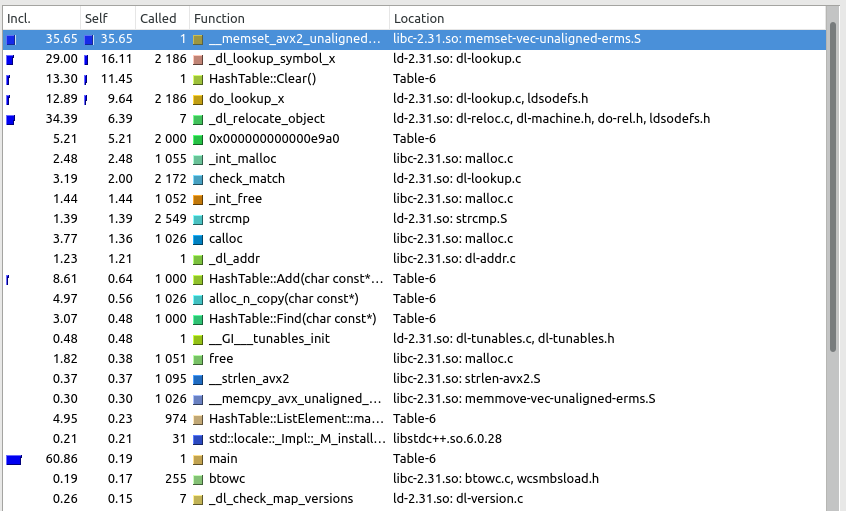 Incl. Self Called Function Location
35.65 35.65 1 __memset_avx2_unaligned... libc-2.31.so: memset-vec-unaligned-erms.S
29.00 16.11 2 186 _dl_lookup_symbol_x ld-2.31.so: dl-lookup.c
13.30 11.45 1 HashTable::Clear() Table-6
12.89 9.64 2 186 do_lookup_x ld-2.31.so: dl-lookup.c, ldsodefs.h
34.39 6.39 7 _dl_relocate_object ld-2.31.so: dl-reloc.c, dl-machine.h, do-rel.h, ldsodefs.h
5.21 5.21 2 000 0x000000000000e9a0 Table-6
2.48 2.48 1 055 _int_malloc libc-2.31.so: malloc.c
3.19 2.00 2 172 check_match ld-2.31.so: dl-lookup.c
1.44 1.44 1 052 _int_free libc-2.31.so: malloc.c
1.39 1.39 2 549 strcmp ld-2.31.so: strcmp.S
3.77 1.36 1 026 calloc libc-2.31.so: malloc.c
1.23 1.21 1 _dl_addr libc-2.31.so: dl-addr.c
8.61 0.64 1 000 HashTable::Add(char const*... Table-6
4.97 0.56 1 026 alloc_n_copy(char const*) Table-6
3.07 0.48 1 000 HashTable::Find(char const*) Table-6
0.48 0.48 1 __GI___tunables_init ld-2.31.so: dl-tunables.c, dl-tunables.h
1.82 0.38 1 051 free libc-2.31.so: malloc.c
0.37 0.37 1 095 __strlen_avx2 libc-2.31.so: strlen-avx2.S
0.30 0.30 1 026 __memcpy_avx_unaligned_... libc-2.31.so: memmove-vec-unaligned-erms.S
4.95 0.23 974 HashTable::ListElement::ma... Table-6
0.21 0.21 31 std::locale::_Impl::_M_install... libstdc++.so.6.0.28
60.86 0.19 1 main Table-6
0.19 0.17 255 btowc libc-2.31.so: btowc.c, wcsmbsload.h
0.26 0.15 7 _dl_check_map_versions ld-2.31.so: dl-version.c